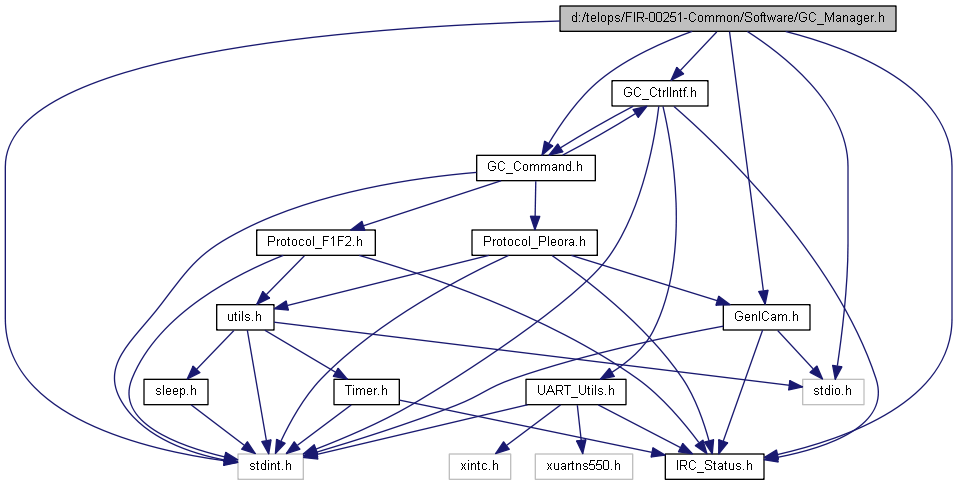 d:/telops/FIR-00251-Common/Software/GC_Manager.h
GC_CtrlIntf.h
GC_Command.h
Protocol_F1F2.h
Protocol_Pleora.h
utils.h
GenICam.h
sleep.h
Timer.h
UART_Utils.h
stdio.h
stdint.h
xintc.h
xuartns550.h
IRC_Status.h